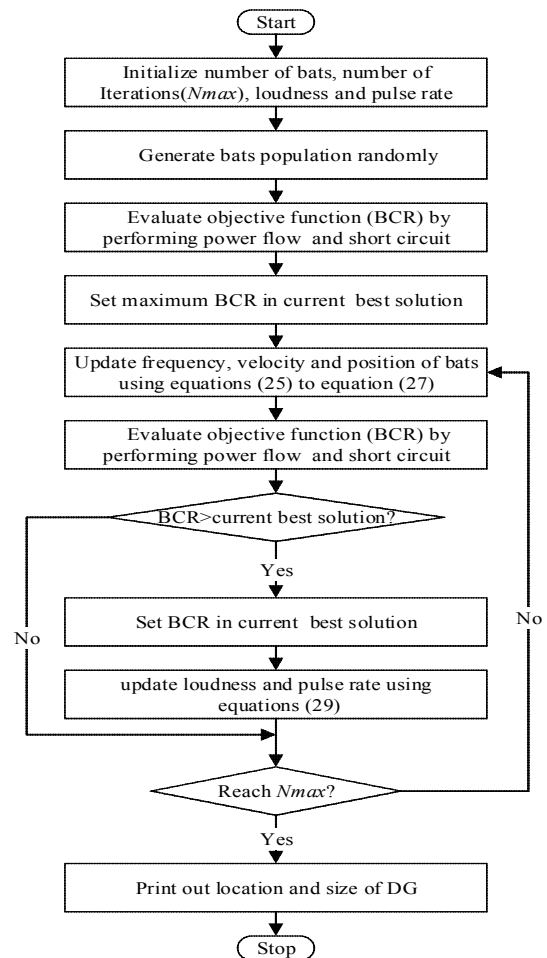 Start
Initialize number of bats, number of
Iterations(Nmax), loudness and pulse rate
Generate bats population randomly
Evaluate objective function (BCR) by
performing power flow and short circuit
Set maximum BCR in current best solution
Update frequency, velocity and position of bats
using equations (25) to equation (27)
Evaluate objective function (BCR) by
performing power flow and short circuit
BCR>current best solution?
Yes
No
No
Set BCR in current best solution
update loudness and pulse rate using
equations (29)
Reach Nmax?
Yes
Print out location and size of DG
Stop